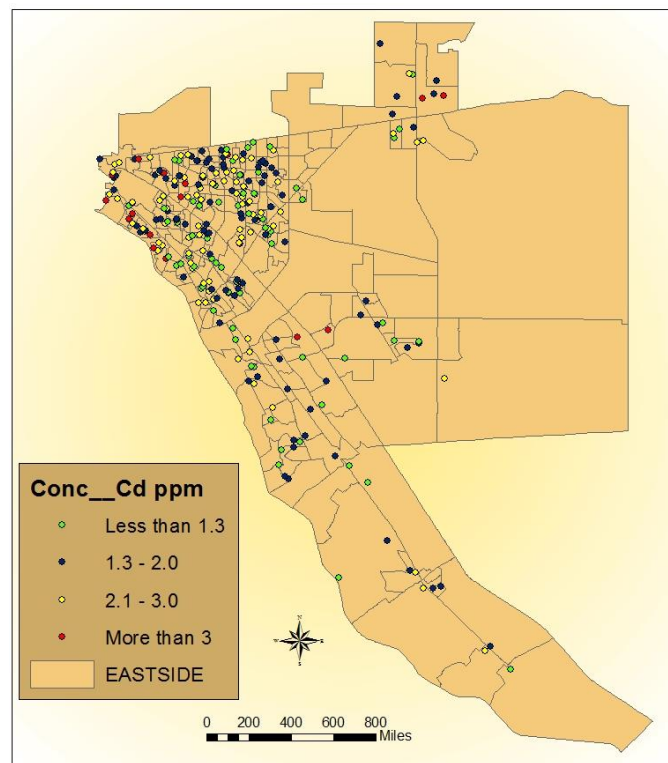 Conc__Cd ppm
Less than 1.3
1.3 - 2.0
2.1 - 3.0
More than 3
EASTSIDE
N
W E
S
0 200 400 600 800
Miles